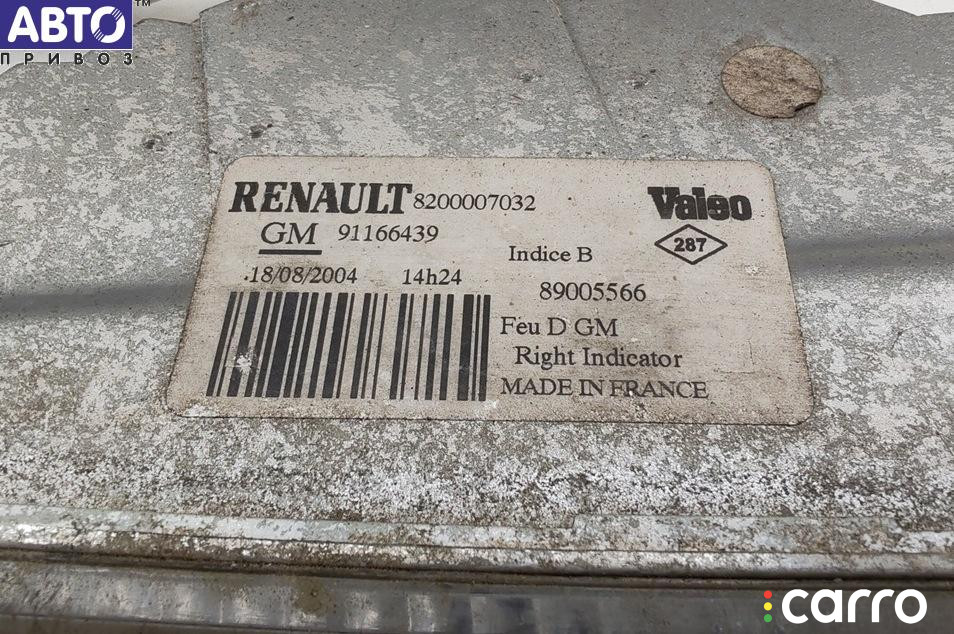 АВТО™
ПРИВОЗ
RENAULT 8200007032
Valeo
GM 91166439
287
Indice B
18/08/2004 14h24
89005566
Feu D GM
Right Indicator
MADE IN FRANCE
carro